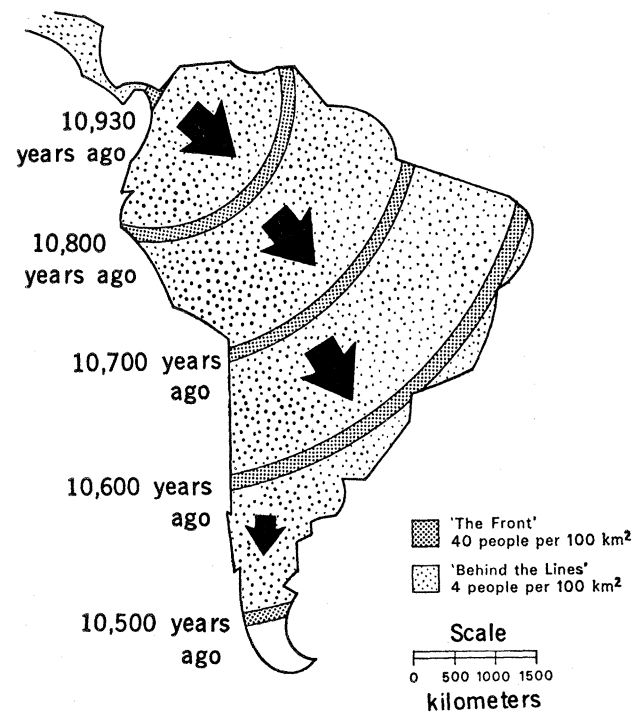 10,930
years ago
10,800
years ago
10,700 years
ago
10,600 years
ago
10,500 years
ago
'The Front'
40 people per 100 km²
'Behind the Lines'
4 people per 100 km²
Scale
0 500 1000 1500
kilometers